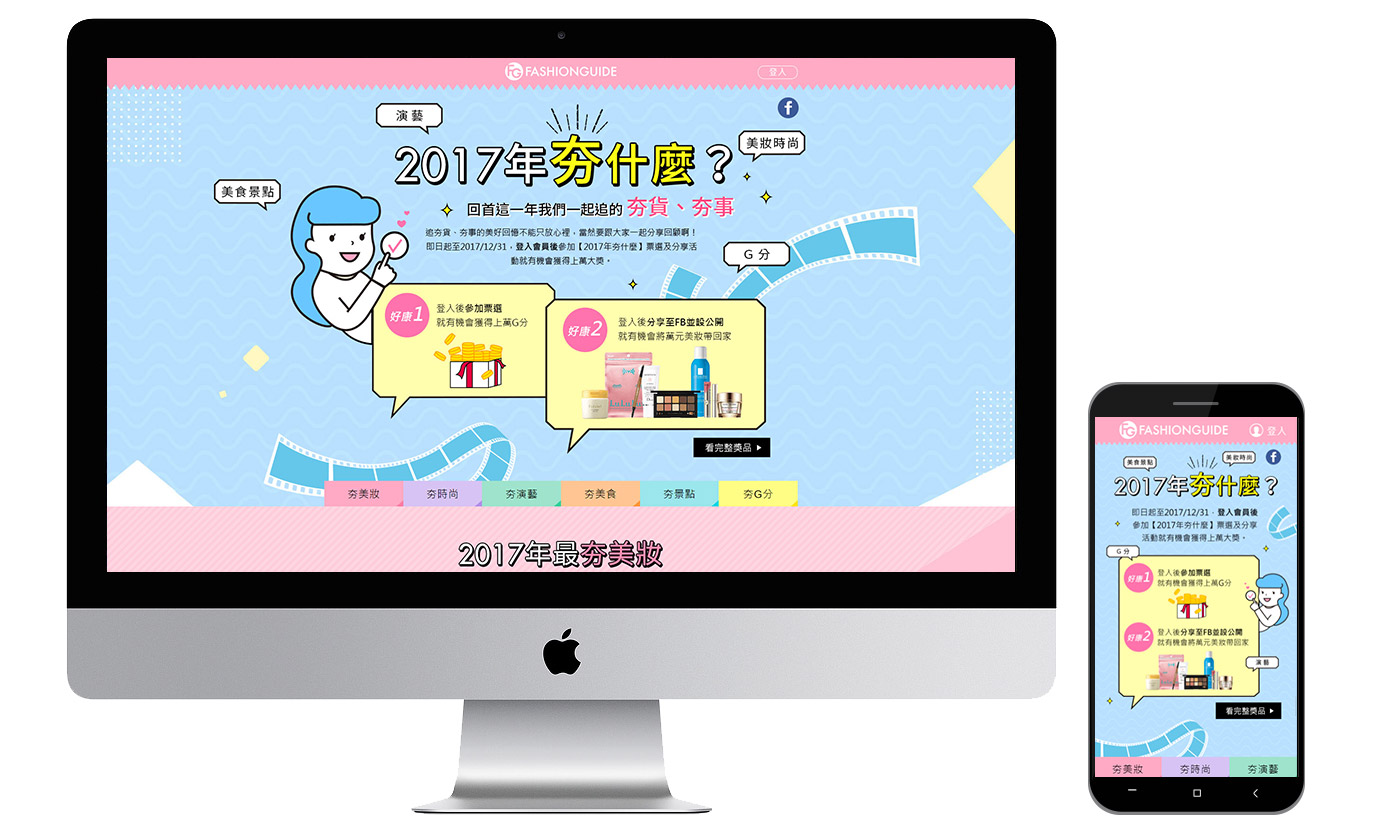 FG FASHIONGUIDE
登入
演藝
美妝時尚
2017年夯什麼？
美食景點
回首這一年我們一起追的 夯貨、夯事
追夯貨、夯事的美好回憶不能只放心裡，當然要跟大家一起分享回顧啊！
即日起至2017/12/31，登入會員後參加【2017年夯什麼】票選及分享活
動就有機會獲得上萬大獎。
G分
好康1
登入後參加票選
就有機會獲得上萬G分
好康2
登入後分享至FB並設公開
就有機會將萬元美妝帶回家
看完整獎品
夯美妝
夯時尚
夯演藝
夯美食
夯景點
夯G分
2017年最夯美妝
FG FASHIONGUIDE
登入
美食景點
美妝時尚
2017年夯什麼？
即日起至2017/12/31，登入會員後
參加【2017年夯什麼】票選及分享
活動就有機會獲得上萬大獎。
G分
好康1
登入後參加票選
就有機會獲得上萬G分
好康2
登入後分享至FB並設公開
就有機會將萬元美妝帶回家
演藝
看完整獎品
夯美妝
夯時尚
夯演藝